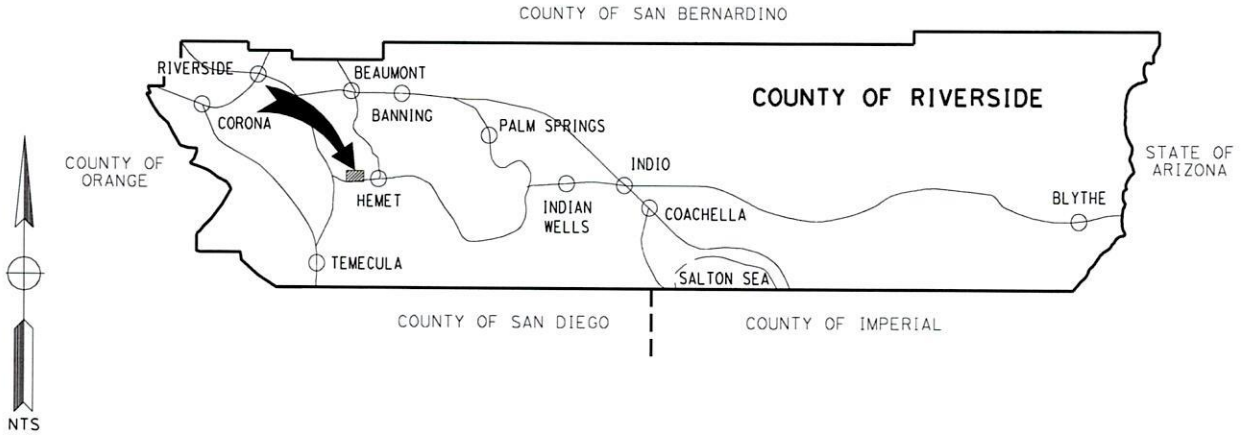 COUNTY OF SAN BERNARDINO
RIVERSIDE
BEAUMONT
COUNTY OF RIVERSIDE
CORONA
BANNING
PALM SPRINGS
COUNTY OF
ORANGE
INDIO
STATE OF
ARIZONA
HEMET
INDIAN
WELLS
COACHELLA
BLYTHE
TEMECULA
SALTON SEA
COUNTY OF SAN DIEGO
COUNTY OF IMPERIAL
NTS